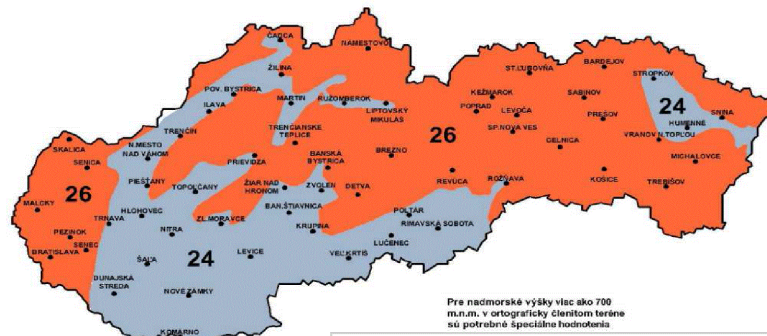 ČADCA
NAMESTOVO
ŽILINA
ST.ĽUBOVŇA
BARDEJOV
STROPKOV
POV. BYSTRICA
MARTIN
RUŽOMBEROK
LIPTOVSKÝ
MIKULÁŠ
KEŽMAROK
POPRAD
LEVOČA
SABINOV
ILAVA
TRENČÍN
TRENČIANSKE
TEPLICE
SP.NOVA VES
PREŠOV
24
SNINA
HUMENNÉ
VRANOV N.TOPĽOU
SKALICA
SENICA
N.MESTO
NAD VÁHOM
PRIEVIDZA
BANSKÁ
BYSTRICA
BREZNO
26
GELNICA
MICHALOVCE
26
PIEŠŤANY
TOPOĽČANY
ŽIAR NAD
HRONOM
ZVOLEN
DETVA
REVÚCA
ROŽŇAVA
KOŠICE
TREBIŠOV
MALCKY
HLOHOVEC
TRNAVA
ZL.MORAVCE
BAN.ŠTIAVNICA
KRUPINA
POLTÁR
RIMAVSKÁ SOBOTA
LUČENEC
PEZINOK
SENEC
BRATISLAVA
NITRA
ŠAĽA
24
LEVICE
VEĽ.KRTÍŠ
DUNAJSKÁ
STREDA
NOVÉ ZÁMKY
KOMÁRNO
Pre nadmorské výšky viac ako 700
m.n.m. v ortograficky členitom teréne
sú potrebné špeciálne hodnotenia